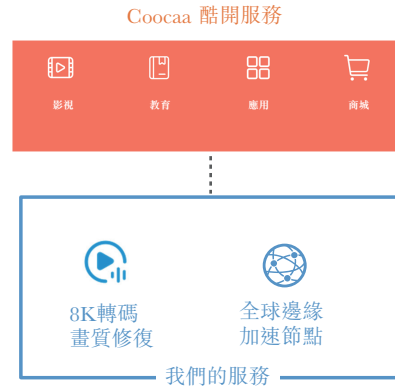 Coocaa 酷開服務
影視 教育 應用 商城
8K轉碼
畫質修復
全球邊緣
加速節點
我們的服務